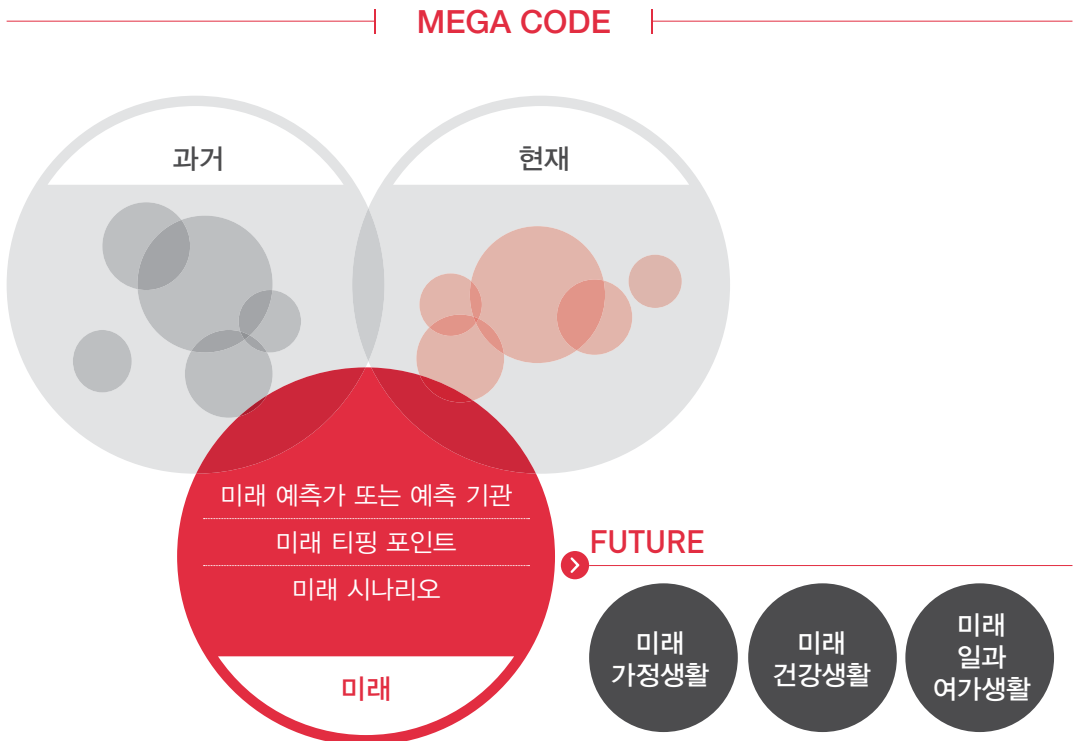 MEGA CODE
과거
현재
미래 예측가 또는 예측 기관
미래 티핑 포인트
미래 시나리오
미래
FUTURE
미래
가정생활
미래
건강생활
미래
일과
여가생활